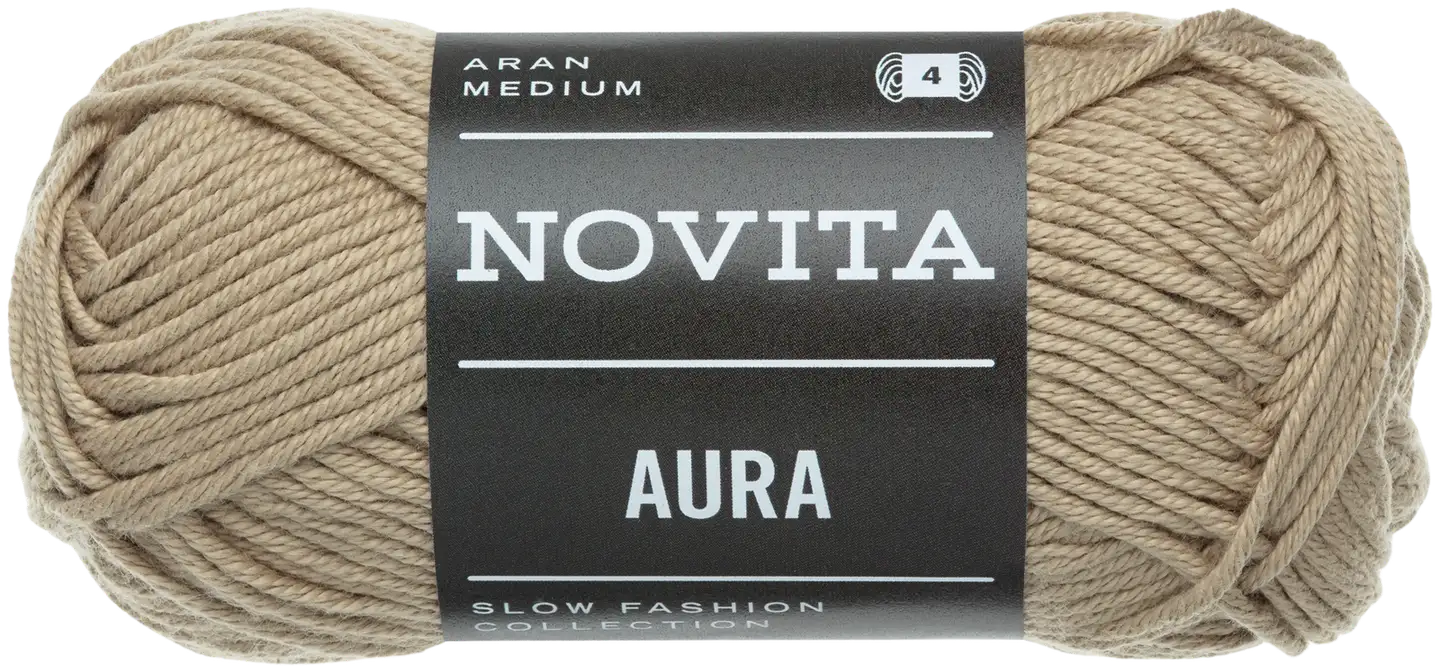 ARAN
MEDIUM
4
NOVITA
AURA
SLOW FASHION
COLLECTION